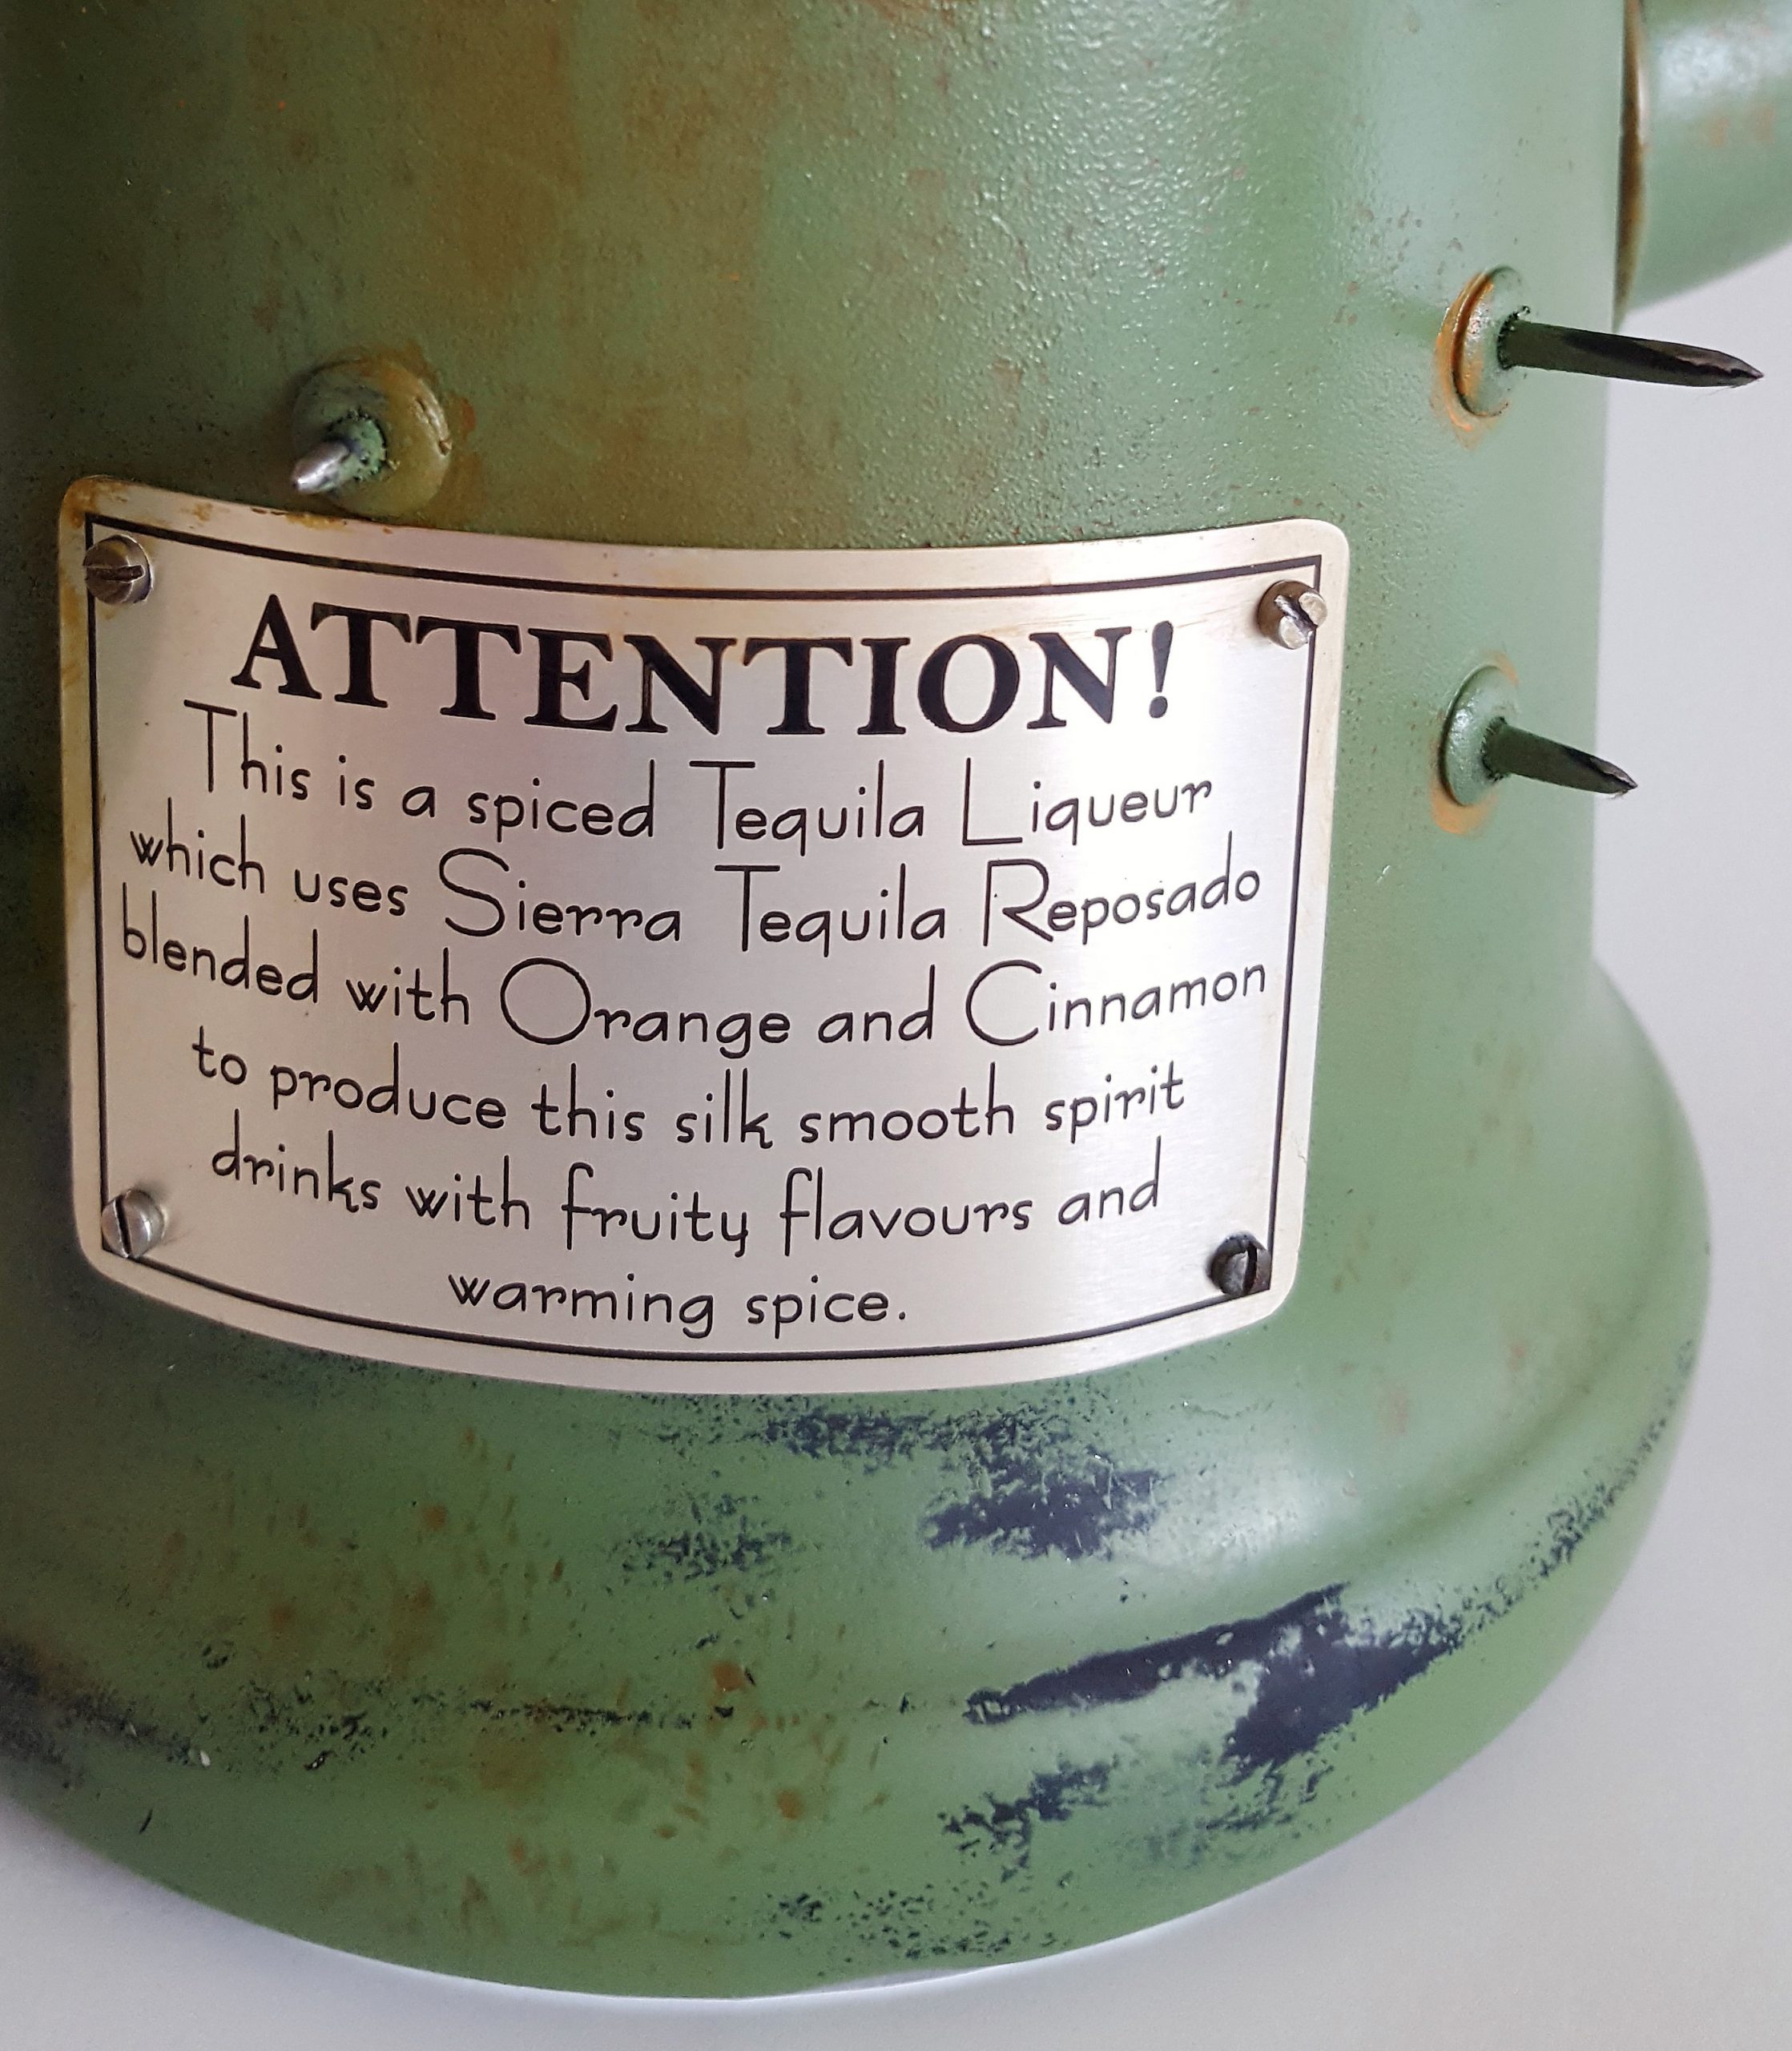 ATTENTION!
This is a spiced Tequila Liqueur
which uses Sierra Tequila Reposado
blended with Orange and Cinnamon
to produce this silk smooth spirit
drinks with fruity flavours and
warming spice.